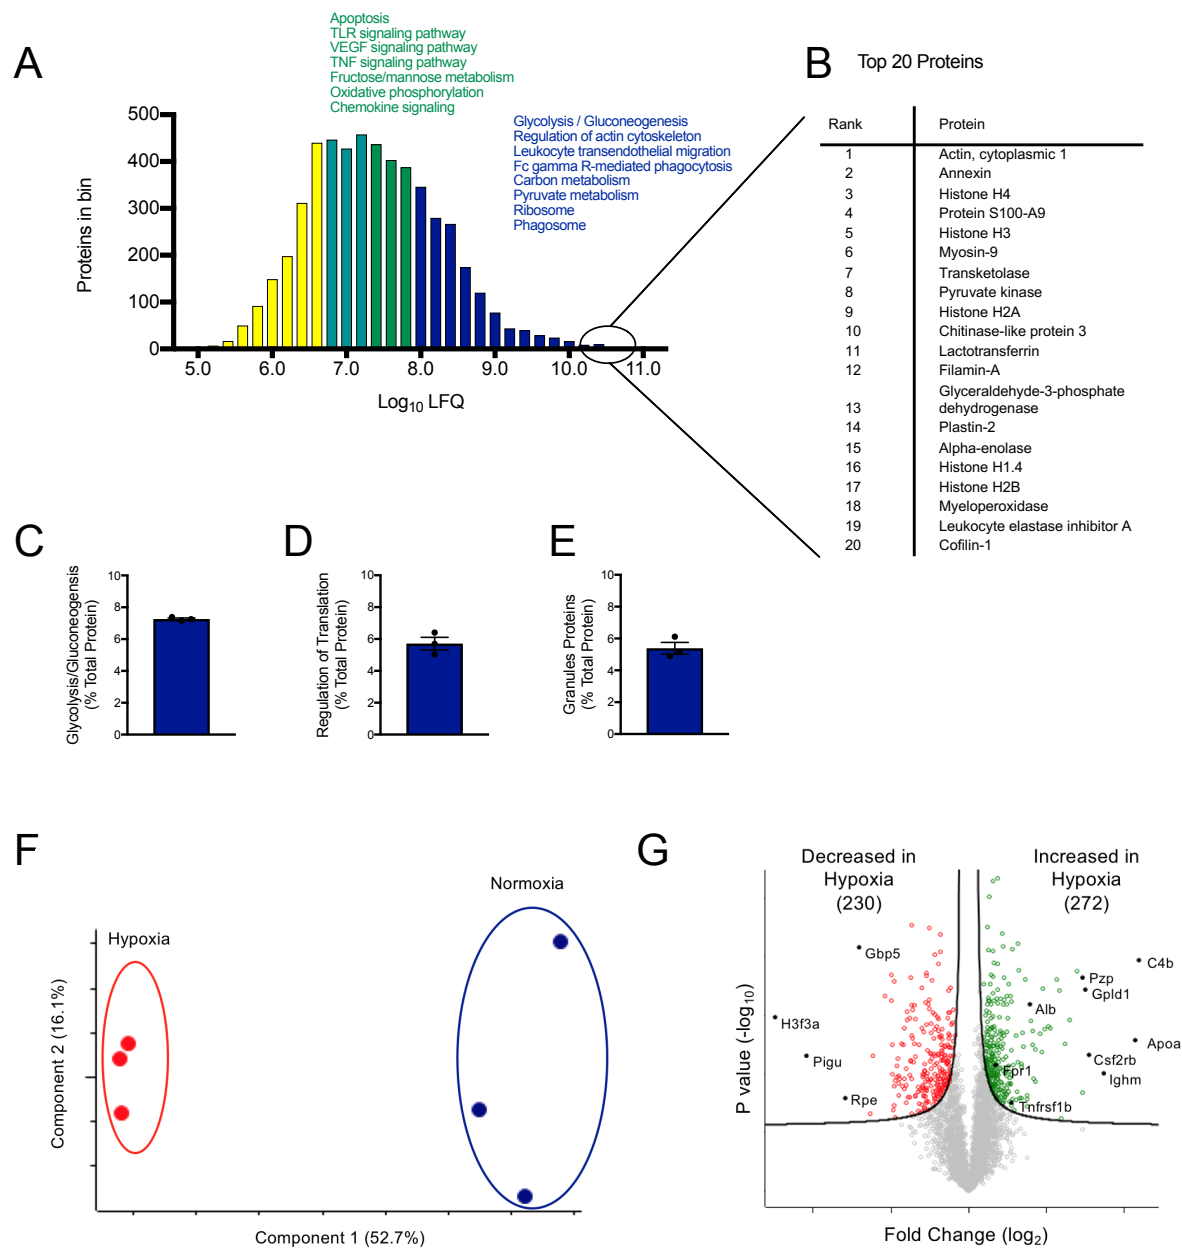 A
Apoptosis
TLR signaling pathway
VEGF signaling pathway
TNF signaling pathway
Fructose/mannose metabolism
Oxidative phosphorylation
Chemokine signaling
Glycolysis / Gluconeogenesis
Regulation of actin cytoskeleton
Leukocyte transendothelial migration
Fc gamma R-mediated phagocytosis
Carbon metabolism
Pyruvate metabolism
Ribosome
Phagosome
Proteins in bin
500
400
300
200
100
0
5.0 6.0 7.0 8.0 9.0 10.0 11.0
Log10 LFQ
B
Top 20 Proteins
Rank Protein
1 Actin, cytoplasmic 1
2 Annexin
3 Histone H4
4 Protein S100-A9
5 Histone H3
6 Myosin-9
7 Transketolase
8 Pyruvate kinase
9 Histone H2A
10 Chitinase-like protein 3
11 Lactotransferrin
12 Filamin-A
Glyceraldehyde-3-phosphate
13 dehydrogenase
14 Plastin-2
15 Alpha-enolase
16 Histone H1.4
17 Histone H2B
18 Myeloperoxidase
19 Leukocyte elastase inhibitor A
20 Cofilin-1
C
Glycolysis/Gluconeogenesis
(% Total Protein)
10
8
6
4
2
0
D
Regulation of Translation
(% Total Protein)
10
8
6
4
2
0
E
Granules Proteins
(% Total Protein)
10
8
6
4
2
0
F
Normoxia
Hypoxia
Component 2 (16.1%)
Component 1 (52.7%)
G
Decreased in
Hypoxia
(230)
Increased in
Hypoxia
(272)
Gbp5
C4b
Pzp
Gpld1
Alb
H3f3a
Apoa
Pigu
Csf2rb
Fpr1
Ighm
Rpe
Tnfrsf1b
P value (-log10)
Fold Change (log2)